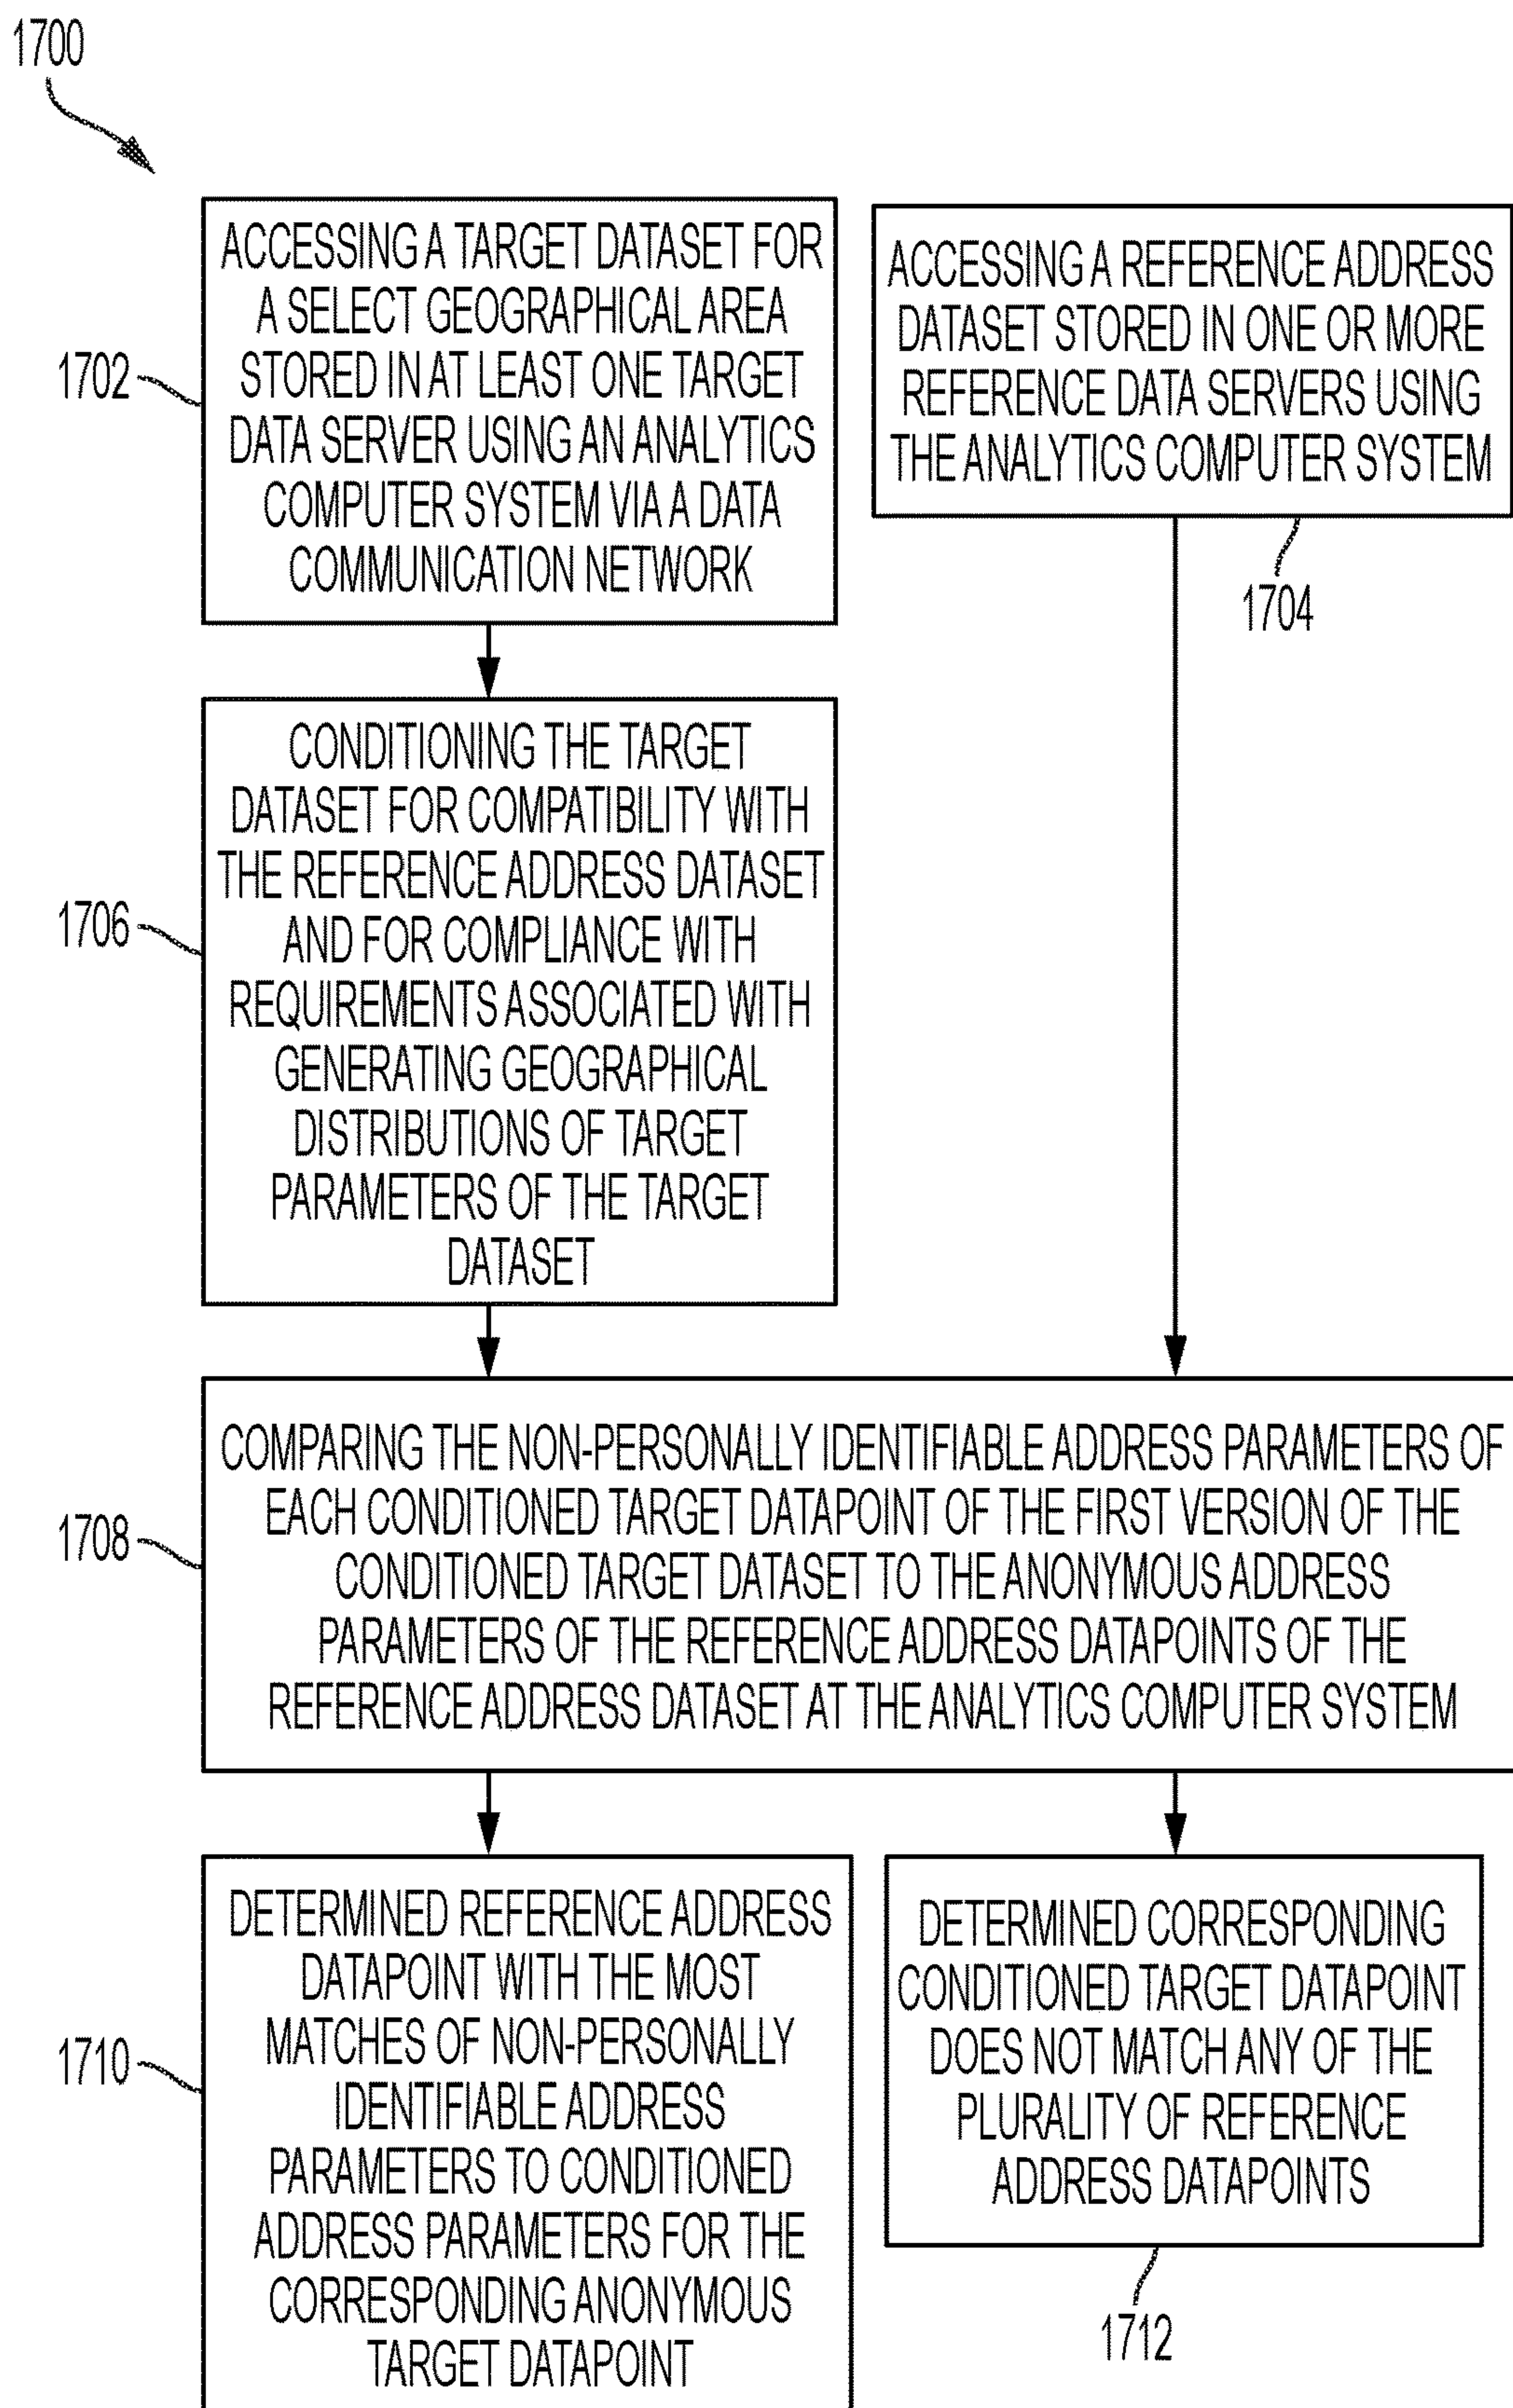 1700
ACCESSING A TARGET DATASET FOR
A SELECT GEOGRAPHICAL AREA
STORED IN AT LEAST ONE TARGET
DATA SERVER USING AN ANALYTICS
COMPUTER SYSTEM VIA A DATA
COMMUNICATION NETWORK
1702
ACCESSING A REFERENCE ADDRESS
DATASET STORED IN ONE OR MORE
REFERENCE DATA SERVERS USING
THE ANALYTICS COMPUTER SYSTEM
1704
CONDITIONING THE TARGET
DATASET FOR COMPATIBILITY WITH
THE REFERENCE ADDRESS DATASET
AND FOR COMPLIANCE WITH
REQUIREMENTS ASSOCIATED WITH
GENERATING GEOGRAPHICAL
DISTRIBUTIONS OF TARGET
PARAMETERS OF THE TARGET
DATASET
1706
COMPARING THE NON-PERSONALLY IDENTIFIABLE ADDRESS PARAMETERS OF
EACH CONDITIONED TARGET DATAPOINT OF THE FIRST VERSION OF THE
CONDITIONED TARGET DATASET TO THE ANONYMOUS ADDRESS
PARAMETERS OF THE REFERENCE ADDRESS DATAPOINTS OF THE
REFERENCE ADDRESS DATASET AT THE ANALYTICS COMPUTER SYSTEM
1708
DETERMINED REFERENCE ADDRESS
DATAPOINT WITH THE MOST
MATCHES OF NON-PERSONALLY
IDENTIFIABLE ADDRESS
PARAMETERS TO CONDITIONED
ADDRESS PARAMETERS FOR THE
CORRESPONDING ANONYMOUS
TARGET DATAPOINT
1710
DETERMINED CORRESPONDING
CONDITIONED TARGET DATAPOINT
DOES NOT MATCH ANY OF THE
PLURALITY OF REFERENCE
ADDRESS DATAPOINTS
1712